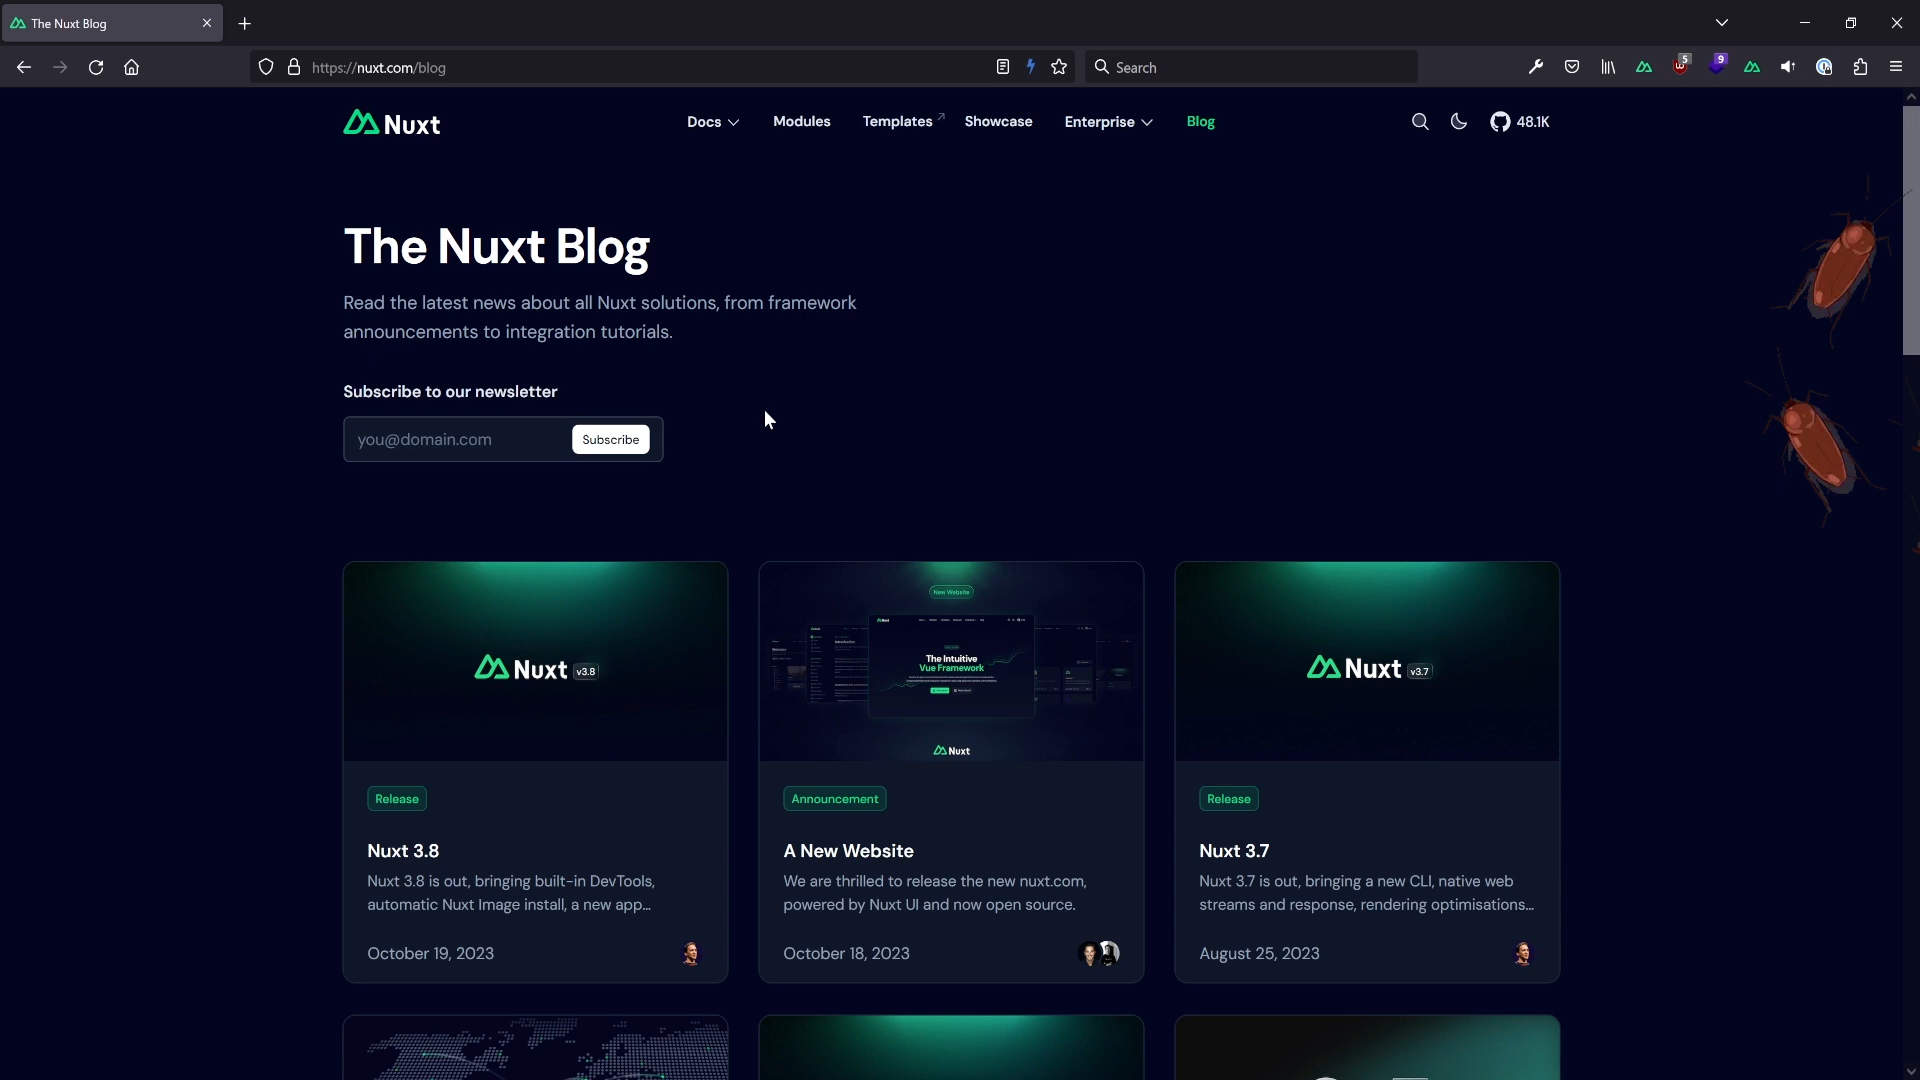 The Nuxt Blog
https://nuxt.com/blog
Search
5
9
Nuxt
Docs
Modules
Templates
Showcase
Enterprise
Blog
48.1K
The Nuxt Blog
Read the latest news about all Nuxt solutions, from framework
announcements to integration tutorials.
Subscribe to our newsletter
you@domain.com
Subscribe
Nuxt v3.8
New Website
The Intuitive
Vue Framework
Nuxt
Nuxt v3.7
Release
Nuxt 3.8
Nuxt 3.8 is out, bringing built-in DevTools,
automatic Nuxt Image install, a new app...
October 19, 2023
Announcement
A New Website
We are thrilled to release the new nuxt.com,
powered by Nuxt UI and now open source.
October 18, 2023
Release
Nuxt 3.7
Nuxt 3.7 is out, bringing a new CLI, native web
streams and response, rendering optimisations...
August 25, 2023